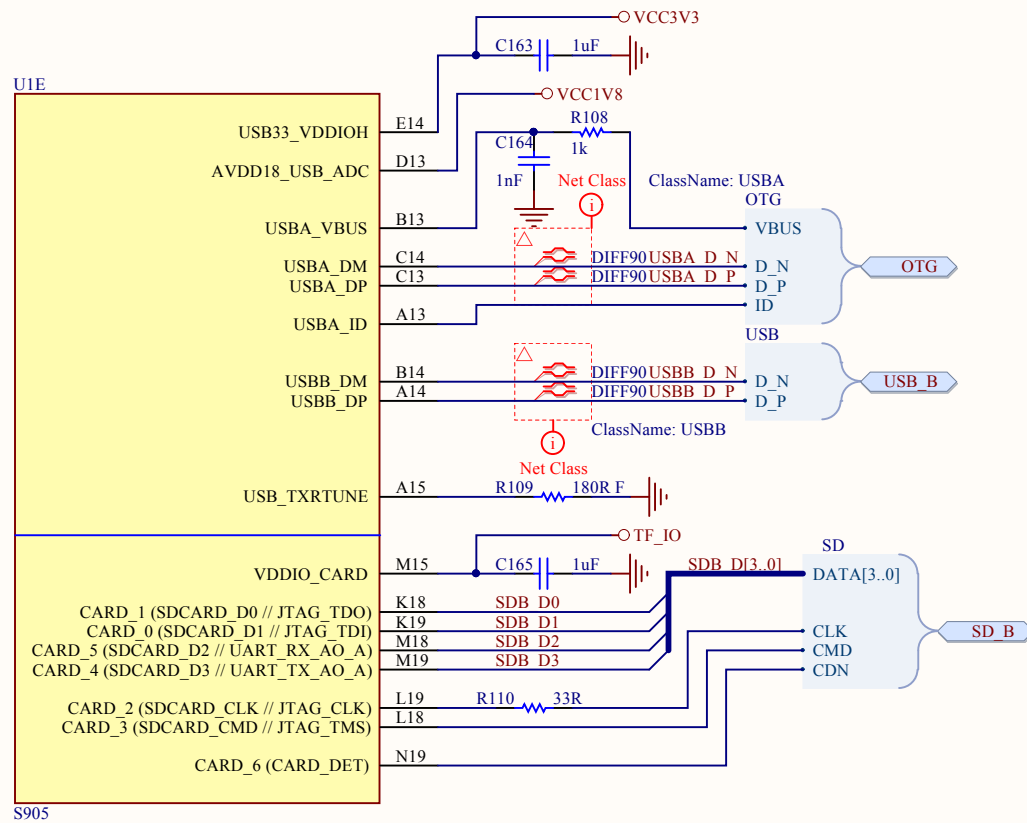 VCC3V3
C163 1uF
U1E
VCC1V8
USB33_VDDIOH E14
R108
1k
AVDD18_USB_ADC D13
C164
1nF
Net Class
ClassName: USBA
OTG
USBA_VBUS B13
VBUS
USBA_DM C14 DIFF90 USBA_D_N D_N
USBA_DP C13 DIFF90 USBA_D_P D_P
OTG
USBA_ID A13 ID
USB
USBB_DM B14 DIFF90 USBB_D_N D_N
USBB_DP A14 DIFF90 USBB_D_P D_P
USB_B
ClassName: USBB
Net Class
USB_TXRTUNE A15 R109 180R F
TF_IO
SD
VDDIO_CARD M15 C165 1uF SDB_D[3..0] DATA[3..0]
CARD_1 (SDCARD_D0 // JTAG_TDO) K18 SDB_D0
CARD_0 (SDCARD_D1 // JTAG_TDI) K19 SDB_D1 CLK
SD_B
CARD_5 (SDCARD_D2 // UART_RX_AO_A) M18 SDB_D2 CMD
CARD_4 (SDCARD_D3 // UART_TX_AO_A) M19 SDB_D3 CDN
CARD_2 (SDCARD_CLK // JTAG_CLK) L19 R110 33R
CARD_3 (SDCARD_CMD // JTAG_TMS) L18
CARD_6 (CARD_DET) N19
S905